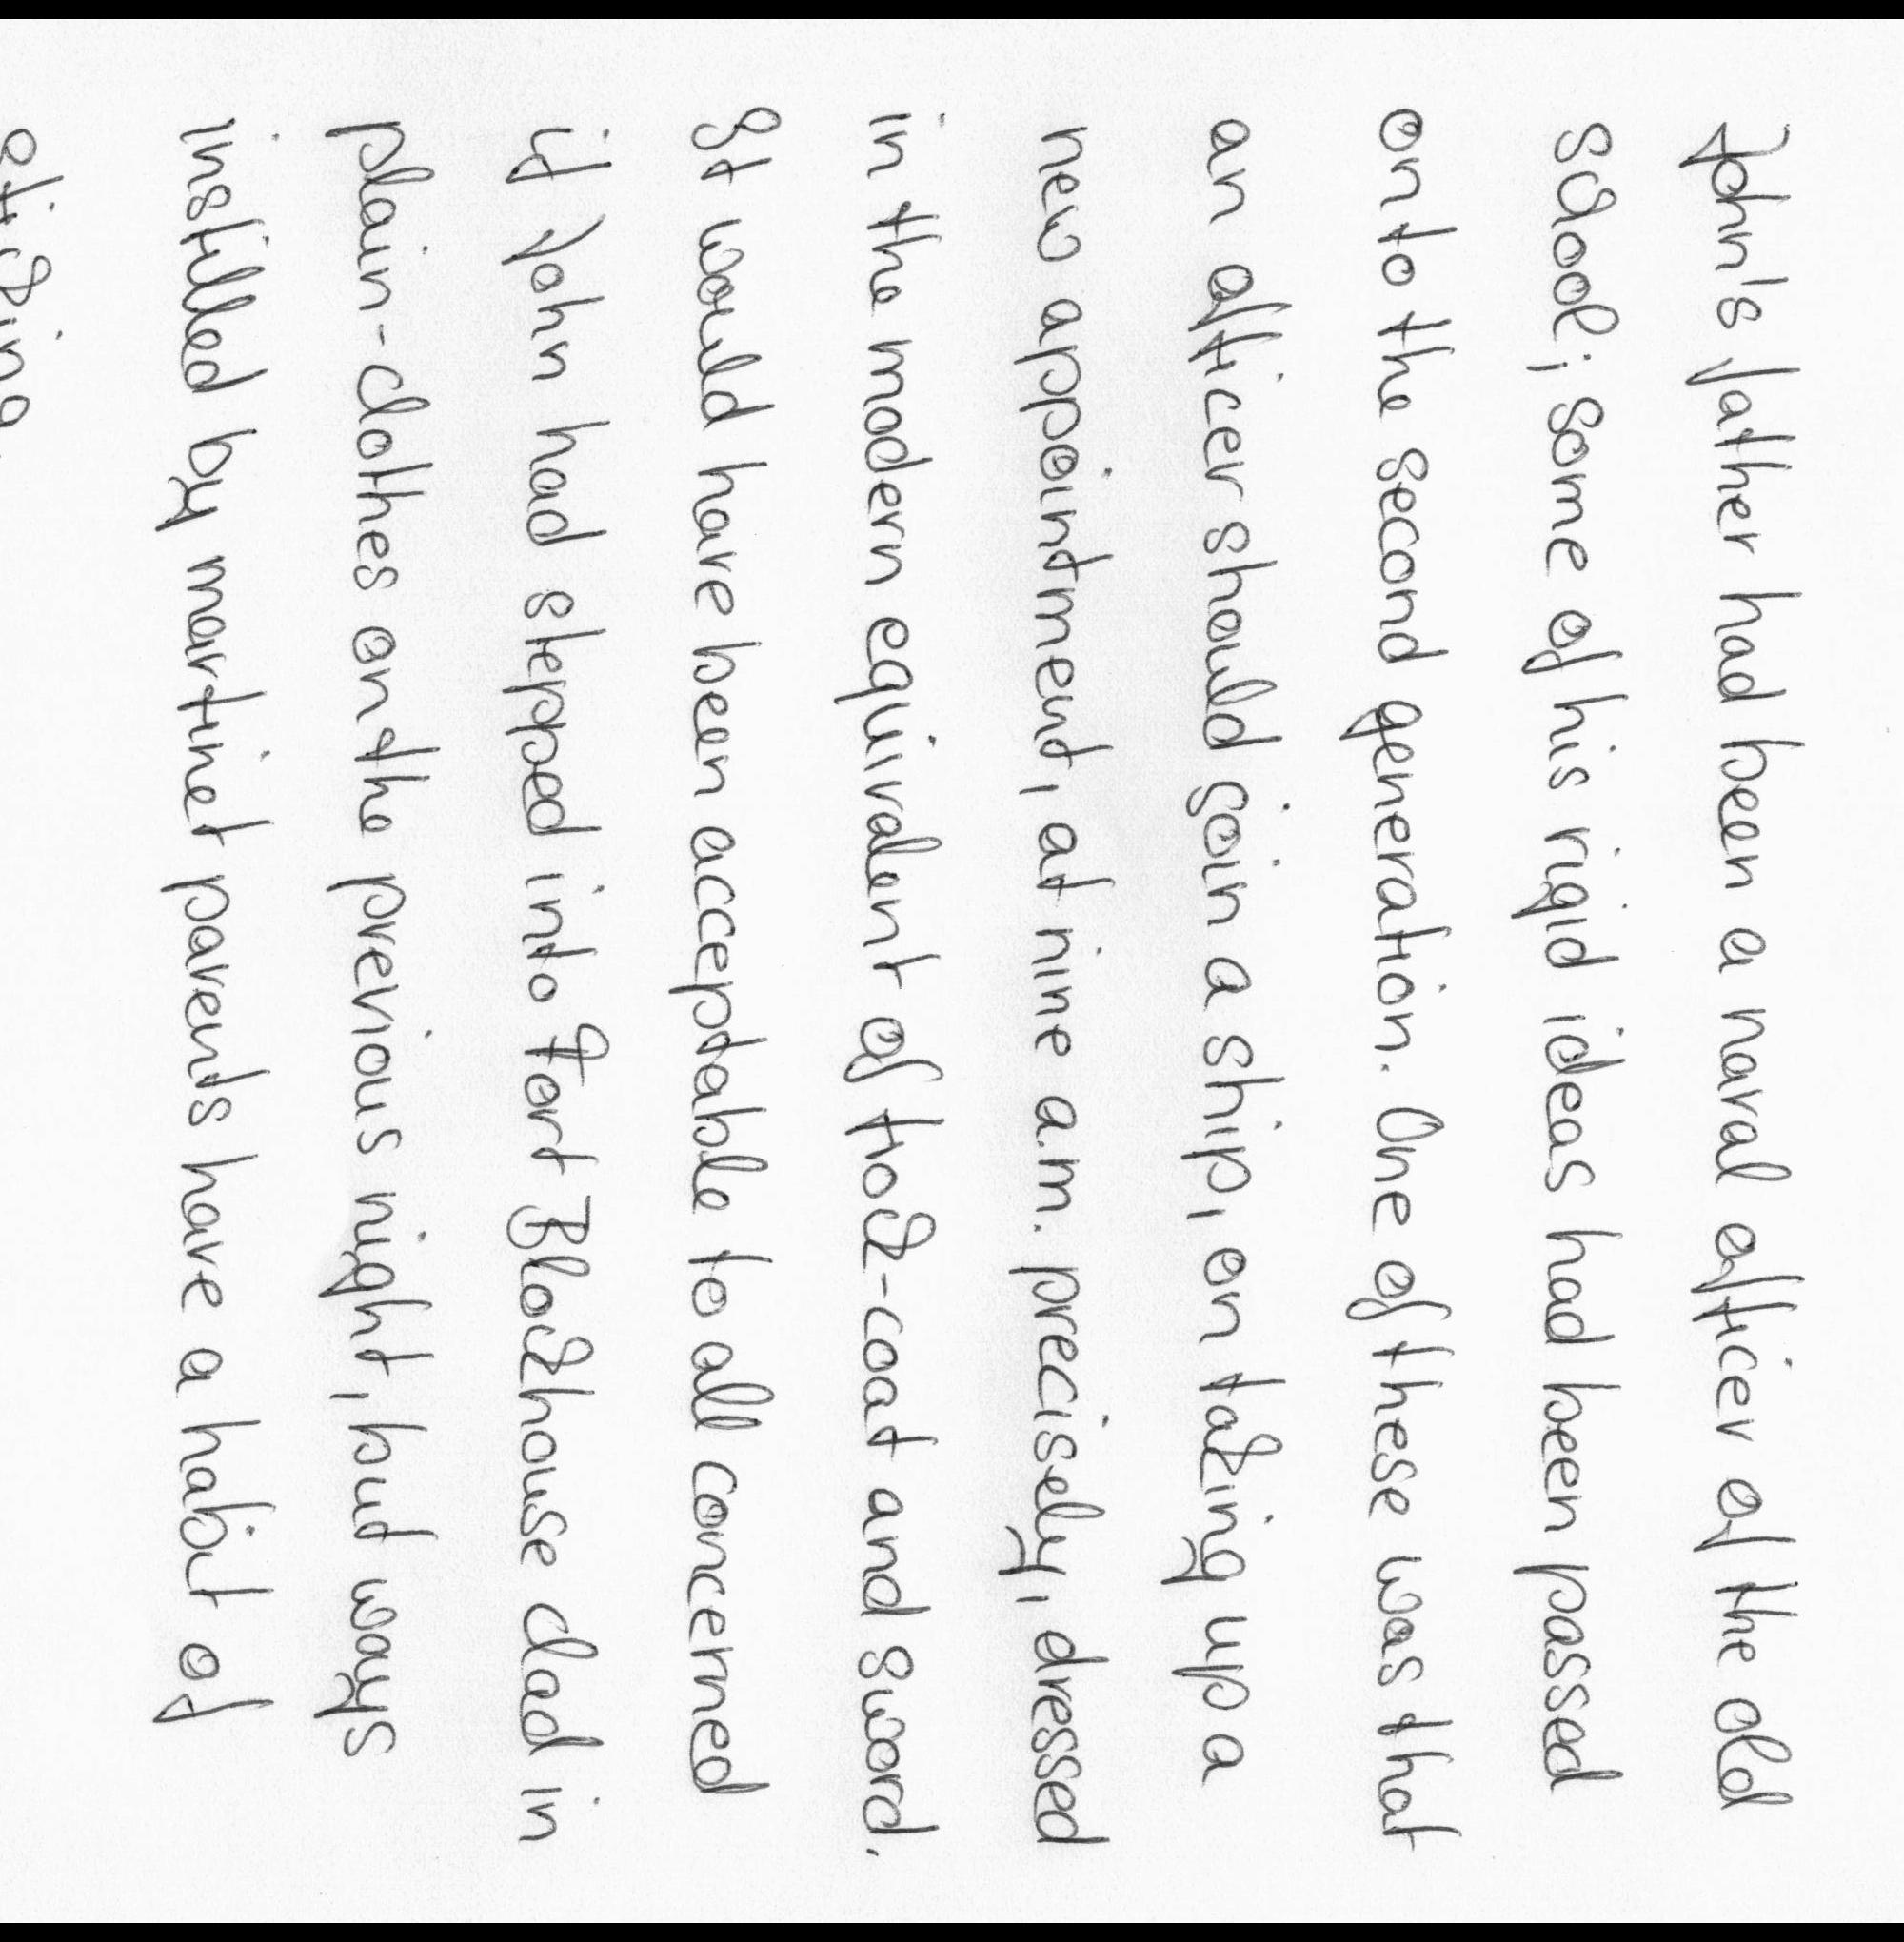 John's father had been a naval officer of the old
school; some of his rigid ideas had been passed
on to the second generation. One of these was that
an officer should join a ship, on taking up a
new appointment, at nine a.m. precisely, dressed
in the modern equivalent of frock-coat and sword.
It would have been acceptable to all concerned
if John had stepped into Fort Blockhouse clad in
plain-clothes on the previous night, but ways
instilled by martinet parents have a habit of
sticking.